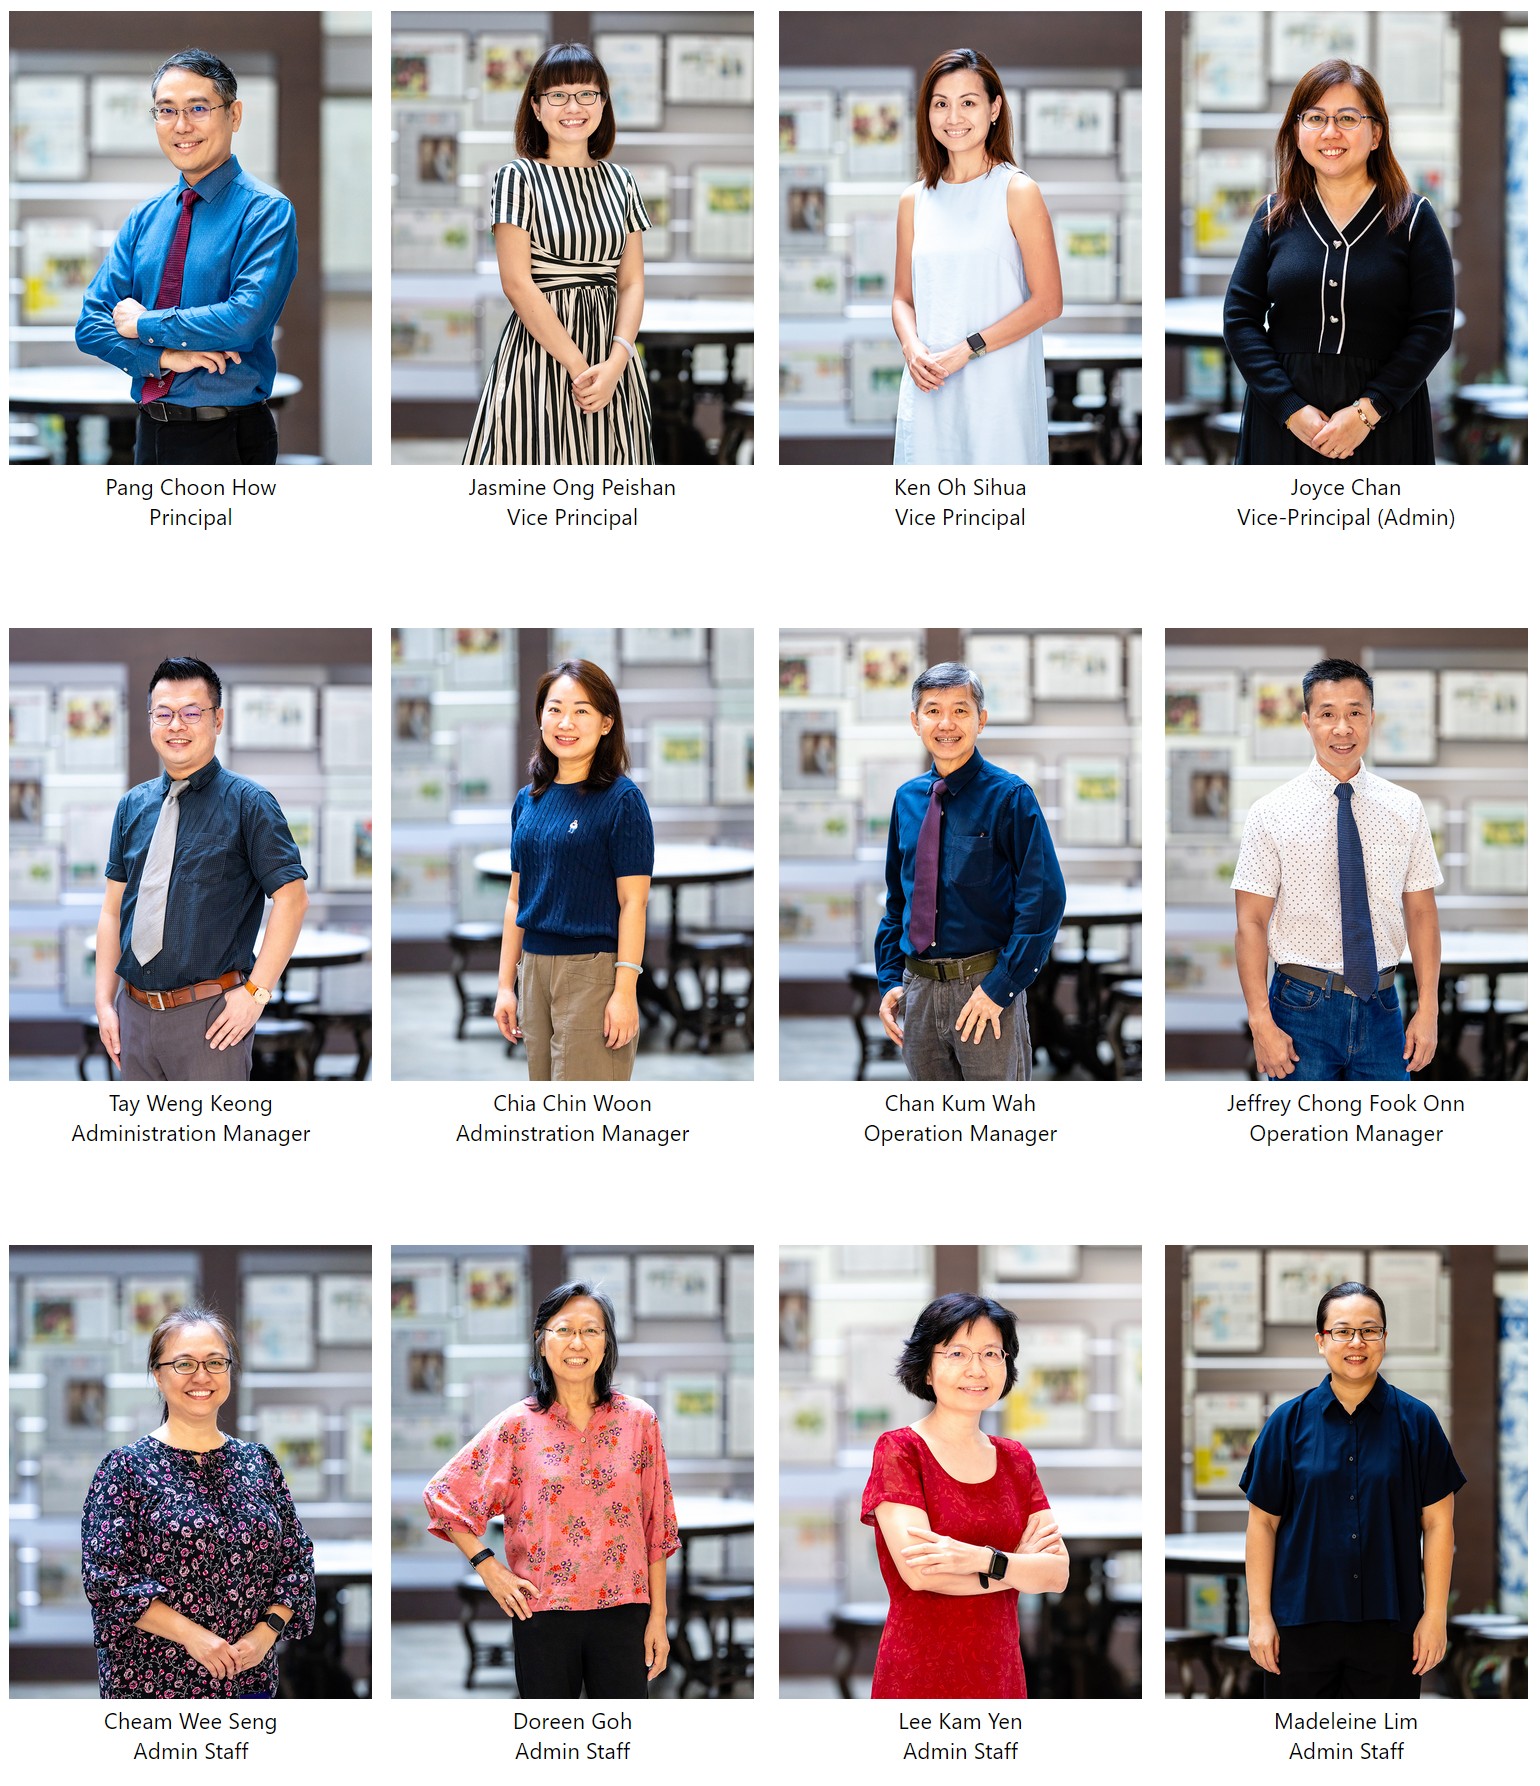 Pang Choon How
Principal
Jasmine Ong Peishan
Vice Principal
Ken Oh Sihua
Vice Principal
Joyce Chan
Vice-Principal (Admin)
Tay Weng Keong
Administration Manager
Chia Chin Woon
Adminstration Manager
Chan Kum Wah
Operation Manager
Jeffrey Chong Fook Onn
Operation Manager
Cheam Wee Seng
Admin Staff
Doreen Goh
Admin Staff
Lee Kam Yen
Admin Staff
Madeleine Lim
Admin Staff